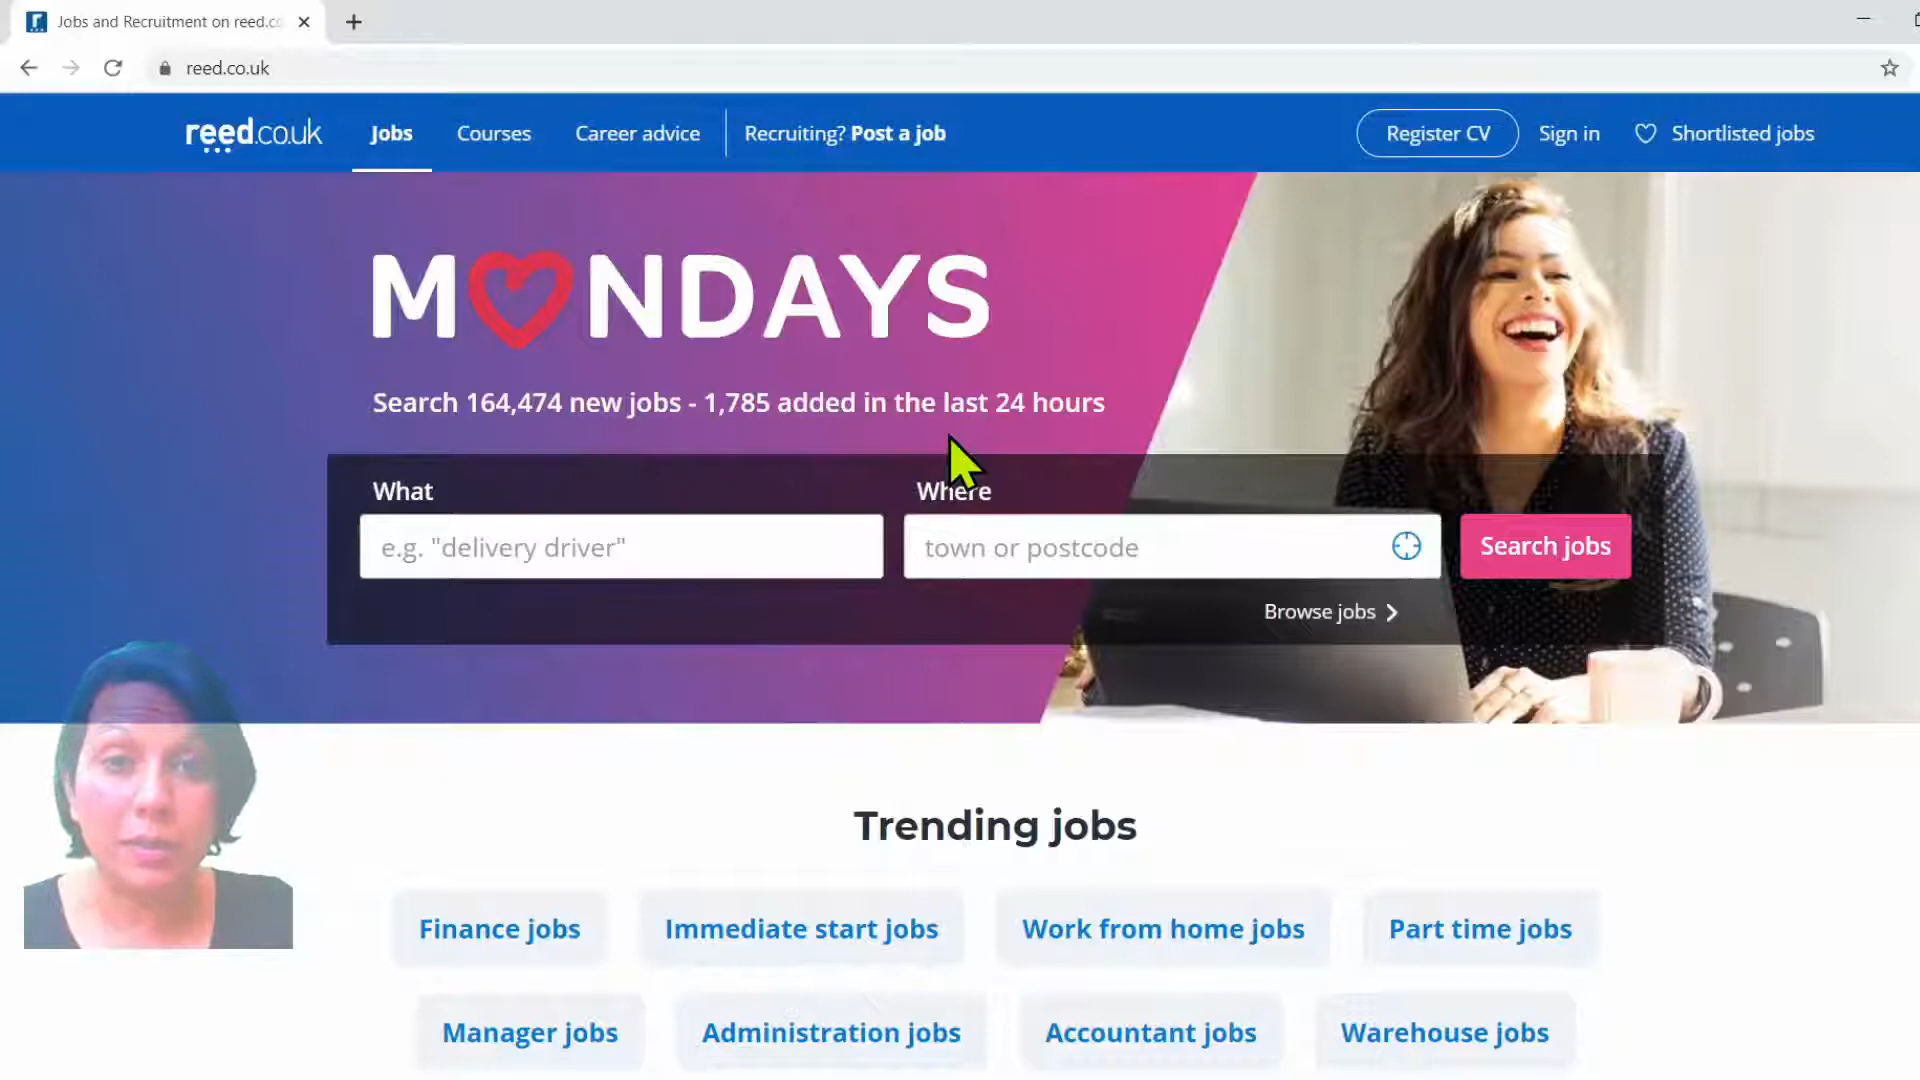 Jobs and Recruitment on reed.co
reed.co.uk
reed.co.uk Jobs Courses Career advice Recruiting? Post a job Register CV Sign in Shortlisted jobs
M NDAYS
Search 164,474 new jobs - 1,785 added in the last 24 hours
What Where
e.g. "delivery driver" town or postcode Search jobs
Browse jobs
Trending jobs
Finance jobs Immediate start jobs Work from home jobs Part time jobs
Manager jobs Administration jobs Accountant jobs Warehouse jobs